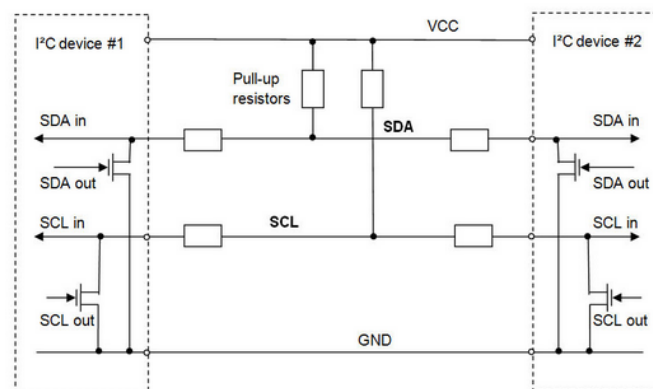 VCC
I²C device #1
I²C device #2
Pull-up
resistors
SDA in
SDA
SDA in
SDA out
SDA out
SCL in
SCL
SCL in
SCL out
SCL out
GND